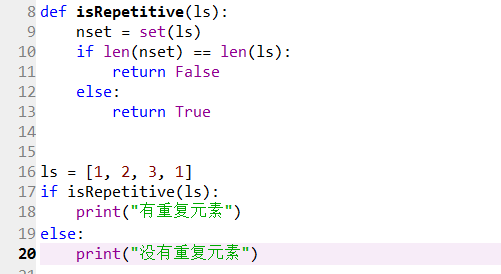 8 def isRepetitive(ls):
9     nset = set(ls)
10     if len(nset) == len(ls):
11         return False
12     else:
13         return True
14
15
16 ls = [1, 2, 3, 1]
17 if isRepetitive(ls):
18     print("有重复元素")
19 else:
20     print("没有重复元素")